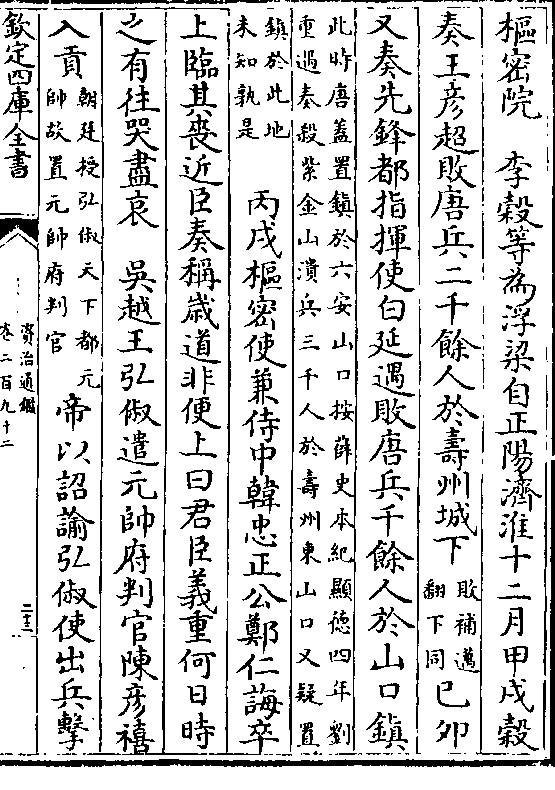 樞密院　李穀等為浮梁自正陽濟淮十二月甲戌穀
奏王彥超敗唐兵二千餘人於壽州城下敗補邁翻下同己夘
又奏先鋒都指揮使白延遇敗唐兵千餘人於山口鎮
此時唐蓋置鎮於六安山口按薛史本紀顯德四年劉
重遇奏殺紫金山潰兵三千人於壽州東山口又疑置
鎮於此地
未知孰是
丙戌樞密使兼侍中韓忠正公鄭仁誨卒
上臨其喪近臣奏稱歲道非便上曰君臣義重何日時
之有往哭盡哀　吳越王弘俶遣元帥府判官陳彥禧
入貢朝廷授弘俶天下都元帥故置元帥府判官帝以詔諭弘俶使出兵擊
欽定四庫全書
資治通鑑
卷二百九十二
二十三